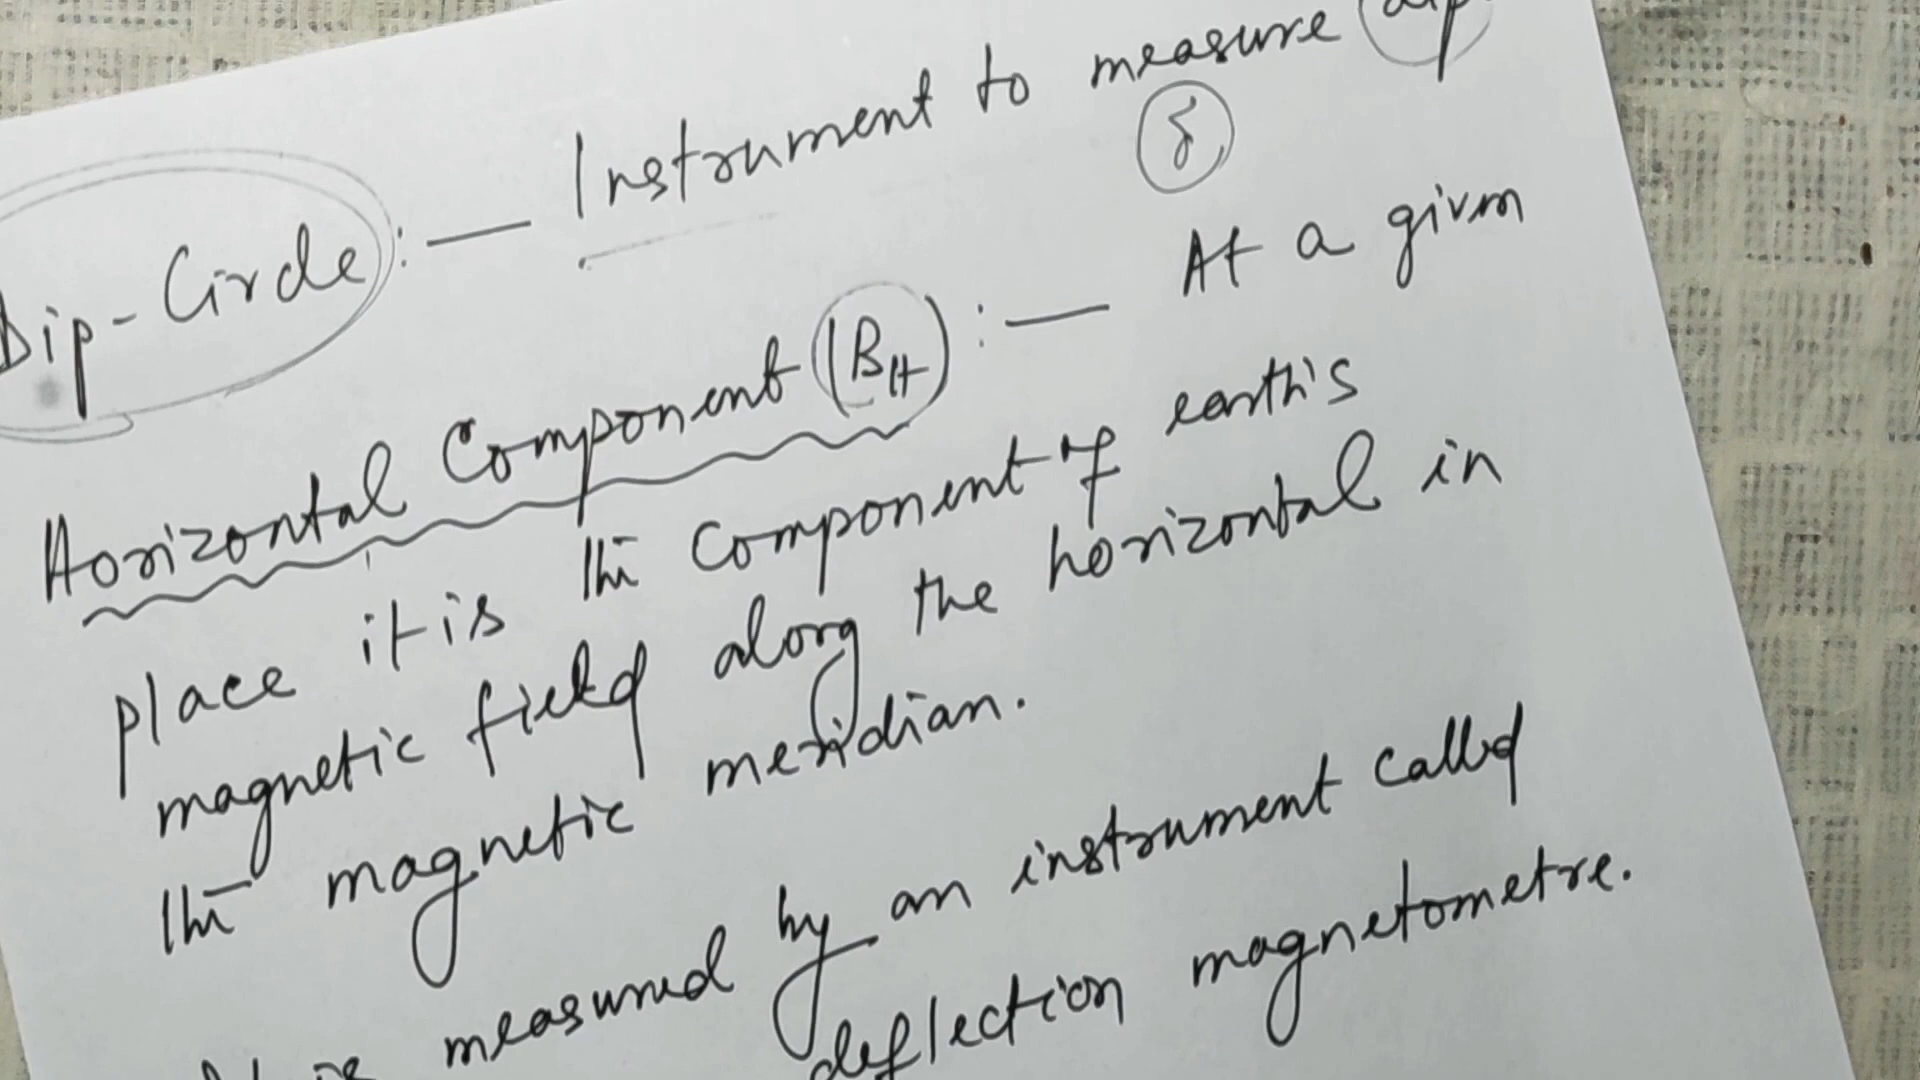 Dip-Circle :— Instrument to measure dip
δ
Horizontal Component (BH) :— At a given
place it is the component of earth's
magnetic field along the horizontal in
the magnetic meridian.
measured by an instrument called
deflection magnetometre.